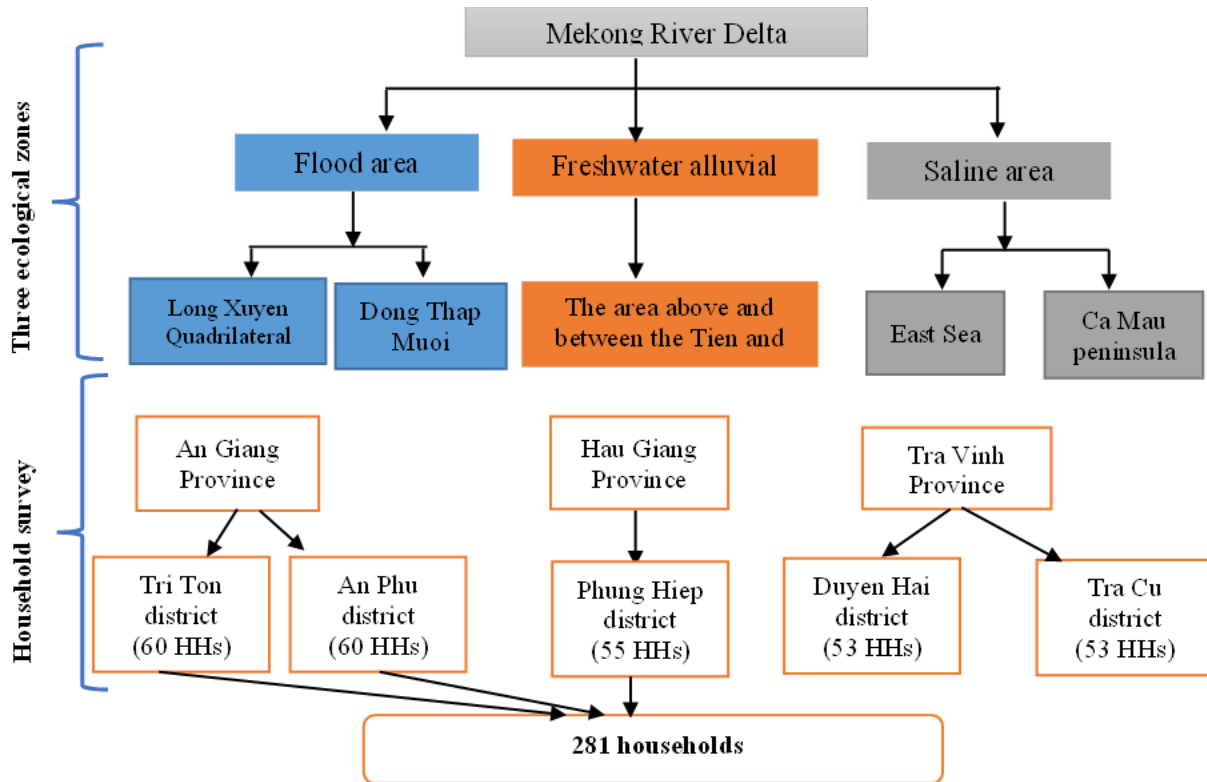 Mekong River Delta
Three ecological zones
Flood area
Freshwater alluvial
Saline area
Long Xuyen
Quadrilateral
Dong Thap
Muoi
The area above and
between the Tien and
East Sea
Ca Mau
peninsula
Household survey
An Giang
Province
Hau Giang
Province
Tra Vinh
Province
Tri Ton
district
(60 HHs)
An Phu
district
(60 HHs)
Phung Hiep
district
(55 HHs)
Duyen Hai
district
(53 HHs)
Tra Cu
district
(53 HHs)
281 households